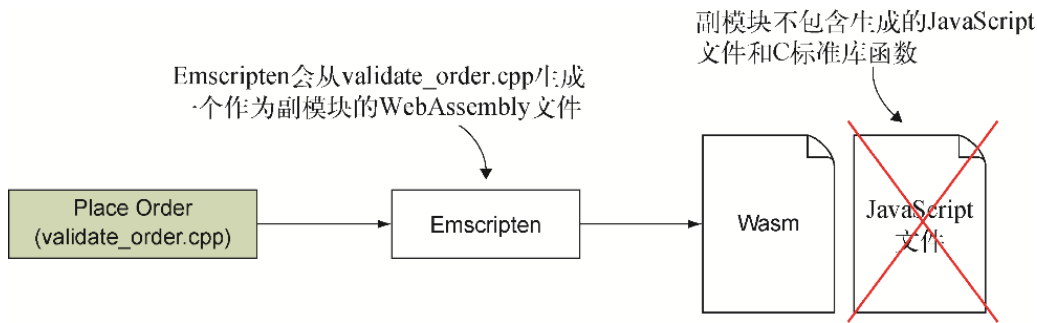 副模块不包含生成的JavaScript
文件和C标准库函数
Emscripten会从validate_order.cpp生成
一个作为副模块的WebAssembly文件
Place Order
(validate_order.cpp)
Emscripten
Wasm
JavaScript
文件